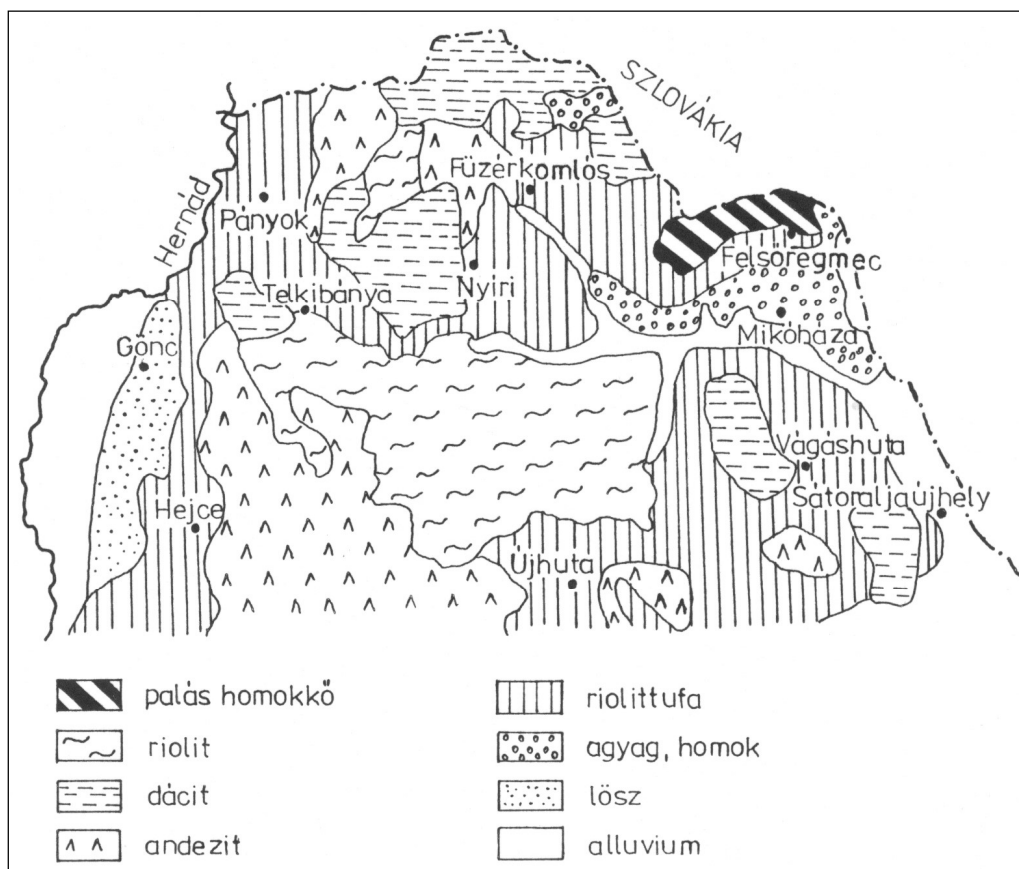 SZLOVÁKIA
Hernád
Füzérkomlós
Pányok
Felsőregmec
Nyiri
Telkibánya
Mikóháza
Gönc
Vágáshuta
Sátoraljaújhely
Hejce
Újhuta
palás homokkő
riolit
dácit
andezit
riolittufa
agyag, homok
lösz
alluvium